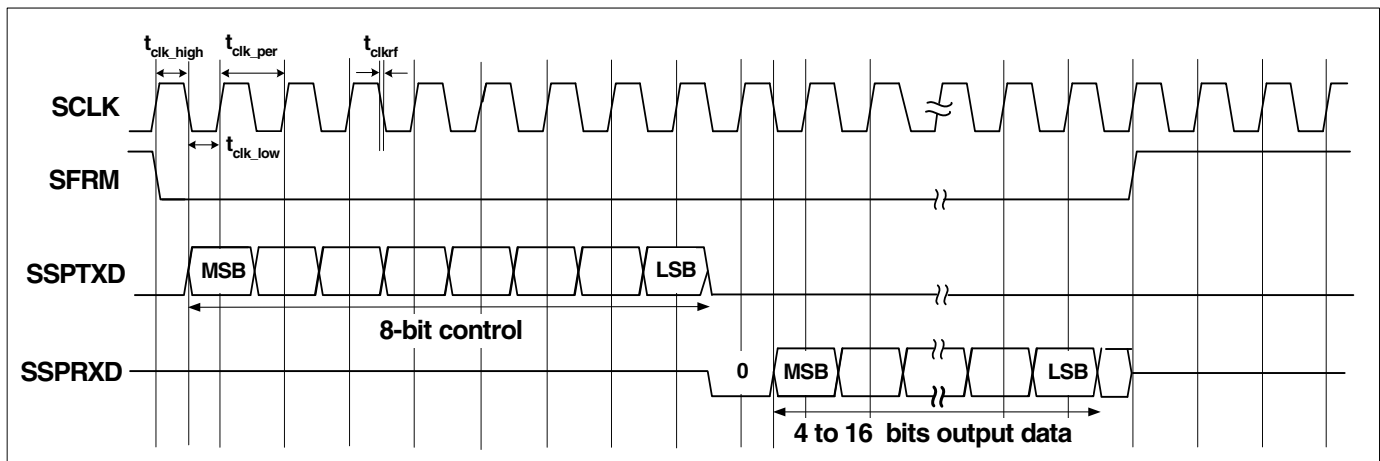 t_clk_high t_clk_per t_clkrf
SCLK
t_clk_low
SFRM
SSPTXD MSB LSB
8-bit control
SSPRXD 0 MSB LSB
4 to 16 bits output data